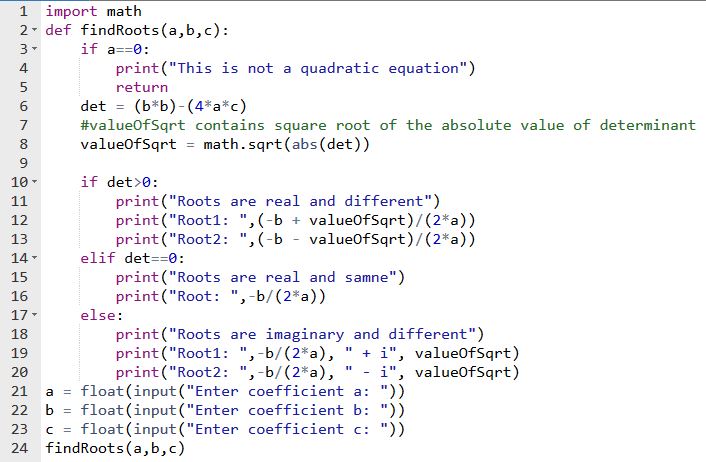 1 import math
2 def findRoots(a,b,c):
3     if a==0:
4         print("This is not a quadratic equation")
5         return
6     det = (b*b)-(4*a*c)
7     #valueOfSqrt contains square root of the absolute value of determinant
8     valueOfSqrt = math.sqrt(abs(det))
9
10     if det>0:
11         print("Roots are real and different")
12         print("Root1: ",(-b + valueOfSqrt)/(2*a))
13         print("Root2: ",(-b - valueOfSqrt)/(2*a))
14     elif det==0:
15         print("Roots are real and samne")
16         print("Root: ",-b/(2*a))
17     else:
18         print("Roots are imaginary and different")
19         print("Root1: ",-b/(2*a), " + i", valueOfSqrt)
20         print("Root2: ",-b/(2*a), " - i", valueOfSqrt)
21 a = float(input("Enter coefficient a: "))
22 b = float(input("Enter coefficient b: "))
23 c = float(input("Enter coefficient c: "))
24 findRoots(a,b,c)